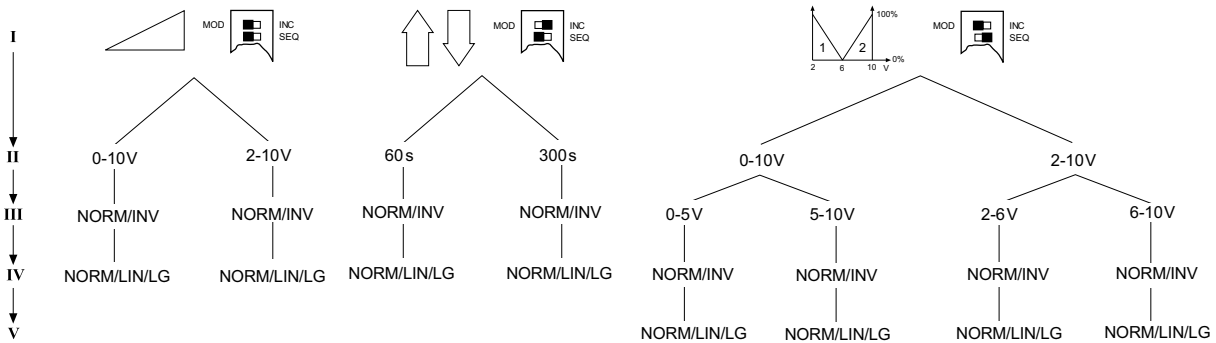 I
MOD INC
SEQ
MOD INC
SEQ
1 2
100%
0%
2 6 10 V
MOD INC
SEQ
II 0-10V 2-10V 60s 300s 0-10V 2-10V
III NORM/INV NORM/INV NORM/INV NORM/INV 0-5V 5-10V 2-6V 6-10V
IV NORM/LIN/LG NORM/LIN/LG NORM/LIN/LG NORM/LIN/LG NORM/INV NORM/INV NORM/INV NORM/INV
V NORM/LIN/LG NORM/LIN/LG NORM/LIN/LG NORM/LIN/LG